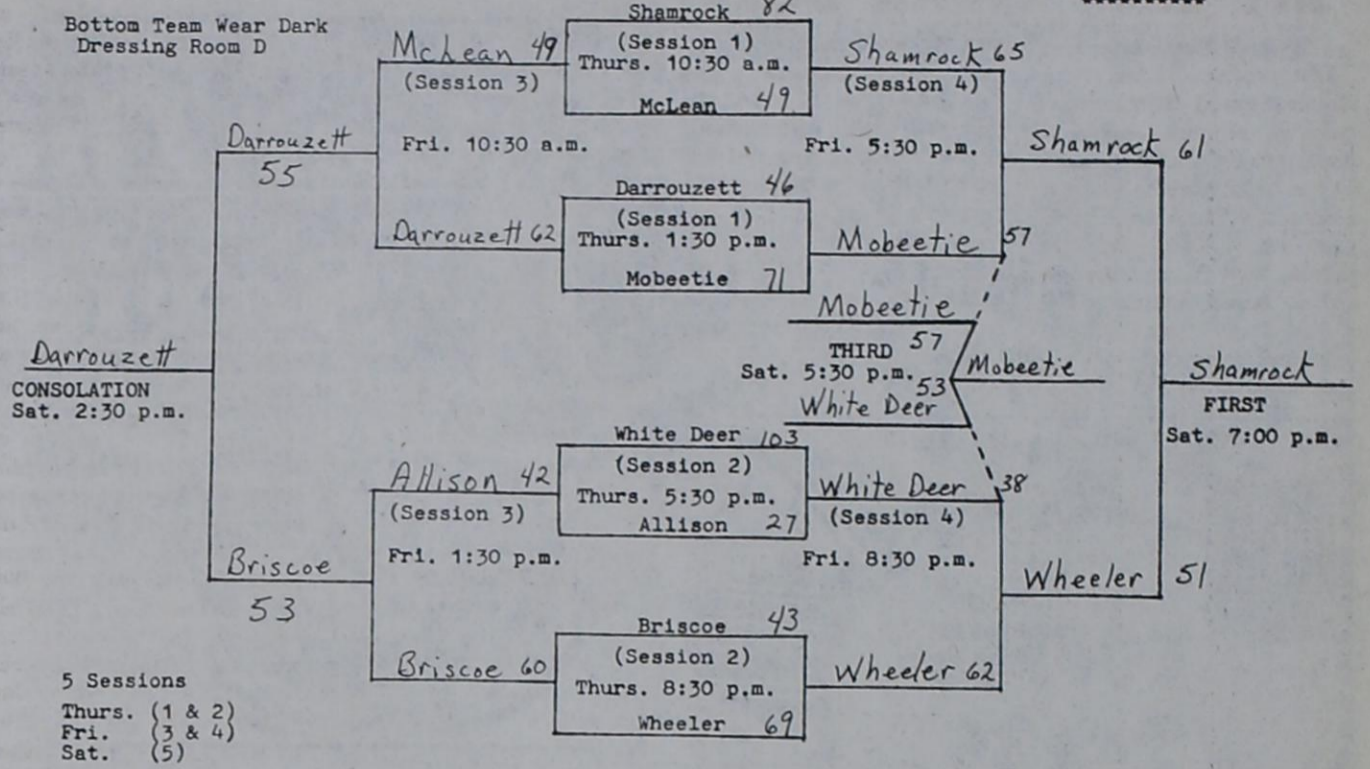 Bottom Team Wear Dark
Dressing Room D
Shamrock 82
(Session 1)
Thurs. 10:30 a.m.
McLean 49
McLean 49
(Session 3)
Fri. 10:30 a.m.
Shamrock 65
(Session 4)
Fri. 5:30 p.m.
Darrouzett
55
Shamrock 61
Darrouzett 46
(Session 1)
Thurs. 1:30 p.m.
Mobeetie 71
Darrouzett 62
Mobeetie 57
Mobeetie
57
THIRD
Sat. 5:30 p.m.
53
White Deer
Mobeetie
Darrouzett
CONSOLATION
Sat. 2:30 p.m.
Shamrock
FIRST
Sat. 7:00 p.m.
White Deer 103
(Session 2)
Thurs. 5:30 p.m.
Allison 27
Allison 42
(Session 3)
Fri. 1:30 p.m.
White Deer 38
(Session 4)
Fri. 8:30 p.m.
Briscoe
53
Wheeler 51
Briscoe 43
(Session 2)
Thurs. 8:30 p.m.
Wheeler 69
Briscoe 60
Wheeler 62
5 Sessions
Thurs. (1 & 2)
Fri. (3 & 4)
Sat. (5)